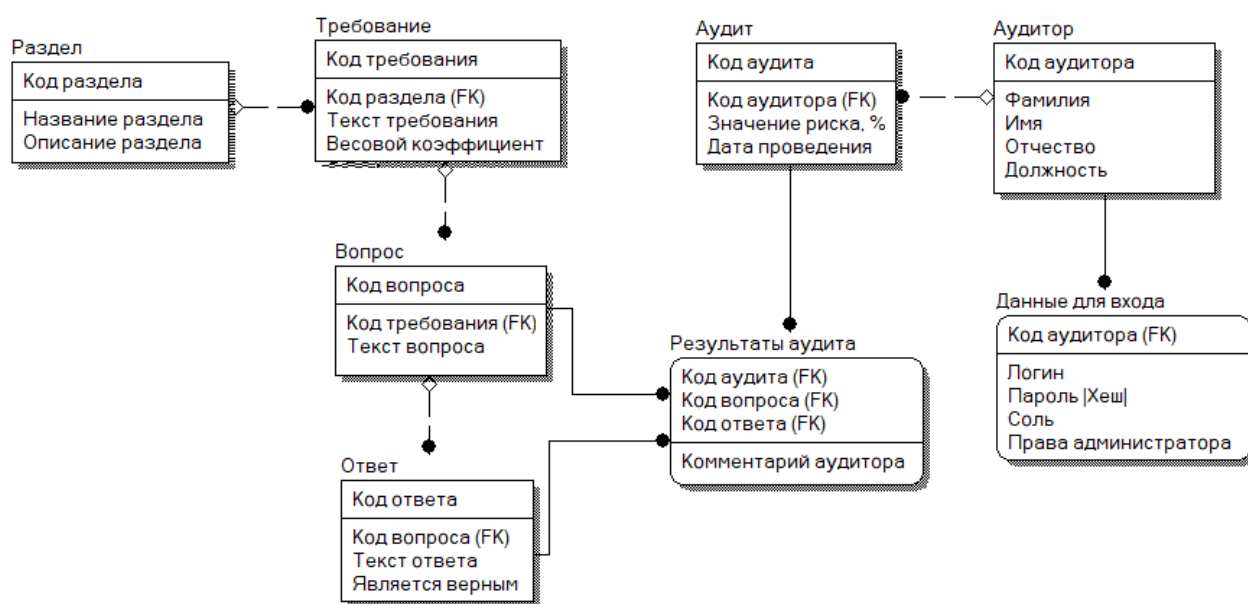 Раздел
Код раздела
Название раздела
Описание раздела
Требование
Код требования
Код раздела (FK)
Текст требования
Весовой коэффициент
Аудит
Код аудита
Код аудитора (FK)
Значение риска, %
Дата проведения
Аудитор
Код аудитора
Фамилия
Имя
Отчество
Должность
Вопрос
Код вопроса
Код требования (FK)
Текст вопроса
Результаты аудита
Код аудита (FK)
Код вопроса (FK)
Код ответа (FK)
Комментарий аудитора
Данные для входа
Код аудитора (FK)
Логин
Пароль |Хеш|
Соль
Права администратора
Ответ
Код ответа
Код вопроса (FK)
Текст ответа
Является верным